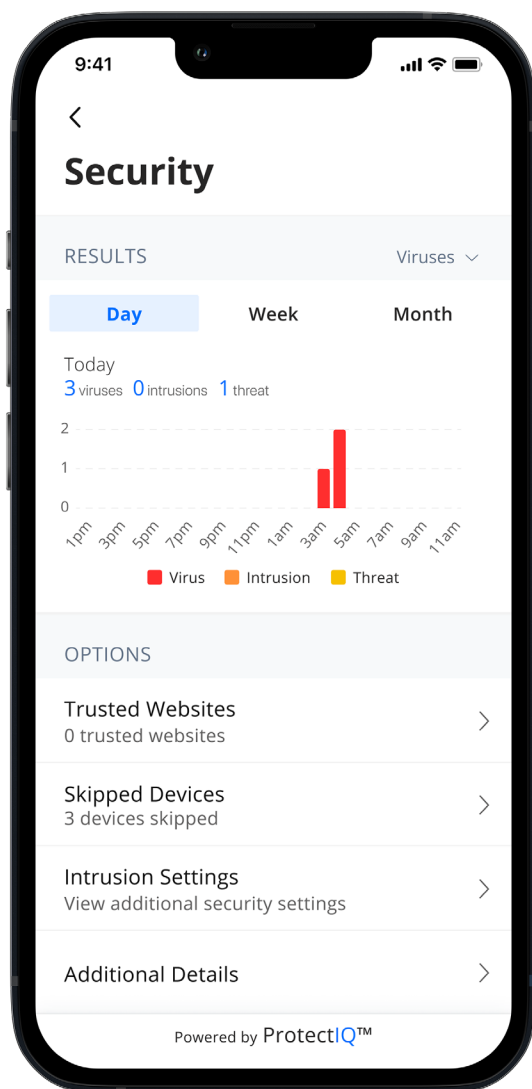 9:41
Security
RESULTS
Viruses
Day Week Month
Today
3 viruses 0 intrusions 1 threat
2
1
0
1pm 3pm 5pm 7pm 9pm 11pm 1am 3am 5am 7am 9am 11am
Virus Intrusion Threat
OPTIONS
Trusted Websites
0 trusted websites
Skipped Devices
3 devices skipped
Intrusion Settings
View additional security settings
Additional Details
Powered by ProtectIQ™